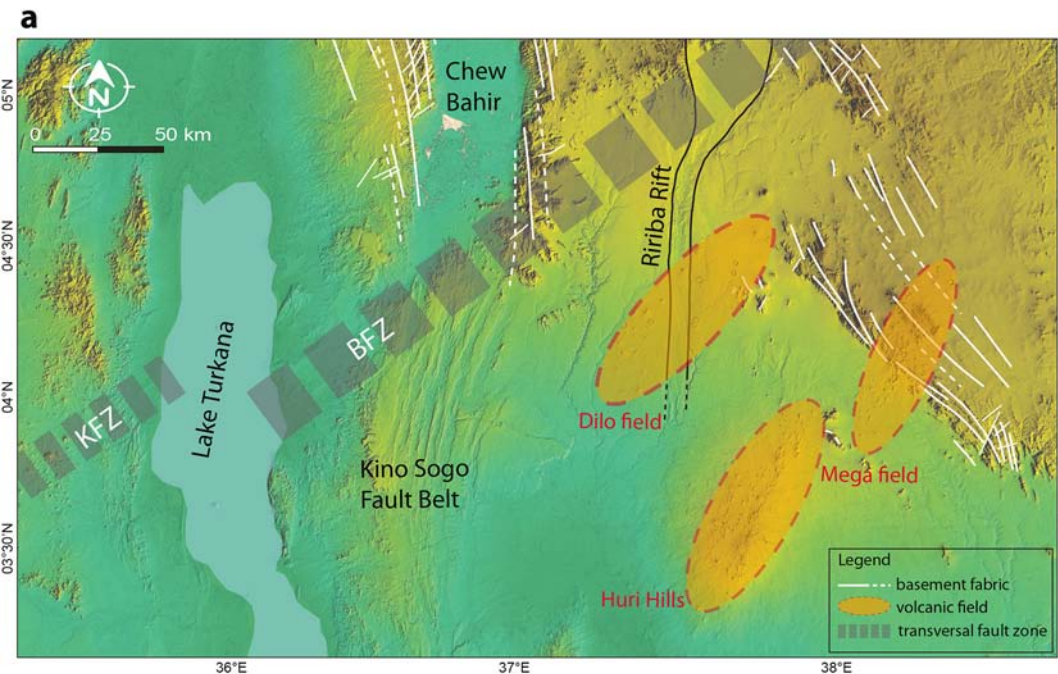 a
N
0 25 50 km
Chew
Bahir
Ririba Rift
BFZ
KFZ
Lake Turkana
Kino Sogo
Fault Belt
Dilo field
Mega field
Huri Hills
Legend
basement fabric
volcanic field
transversal fault zone
05°N
04°30'N
04°N
03°30'N
36°E
37°E
38°E